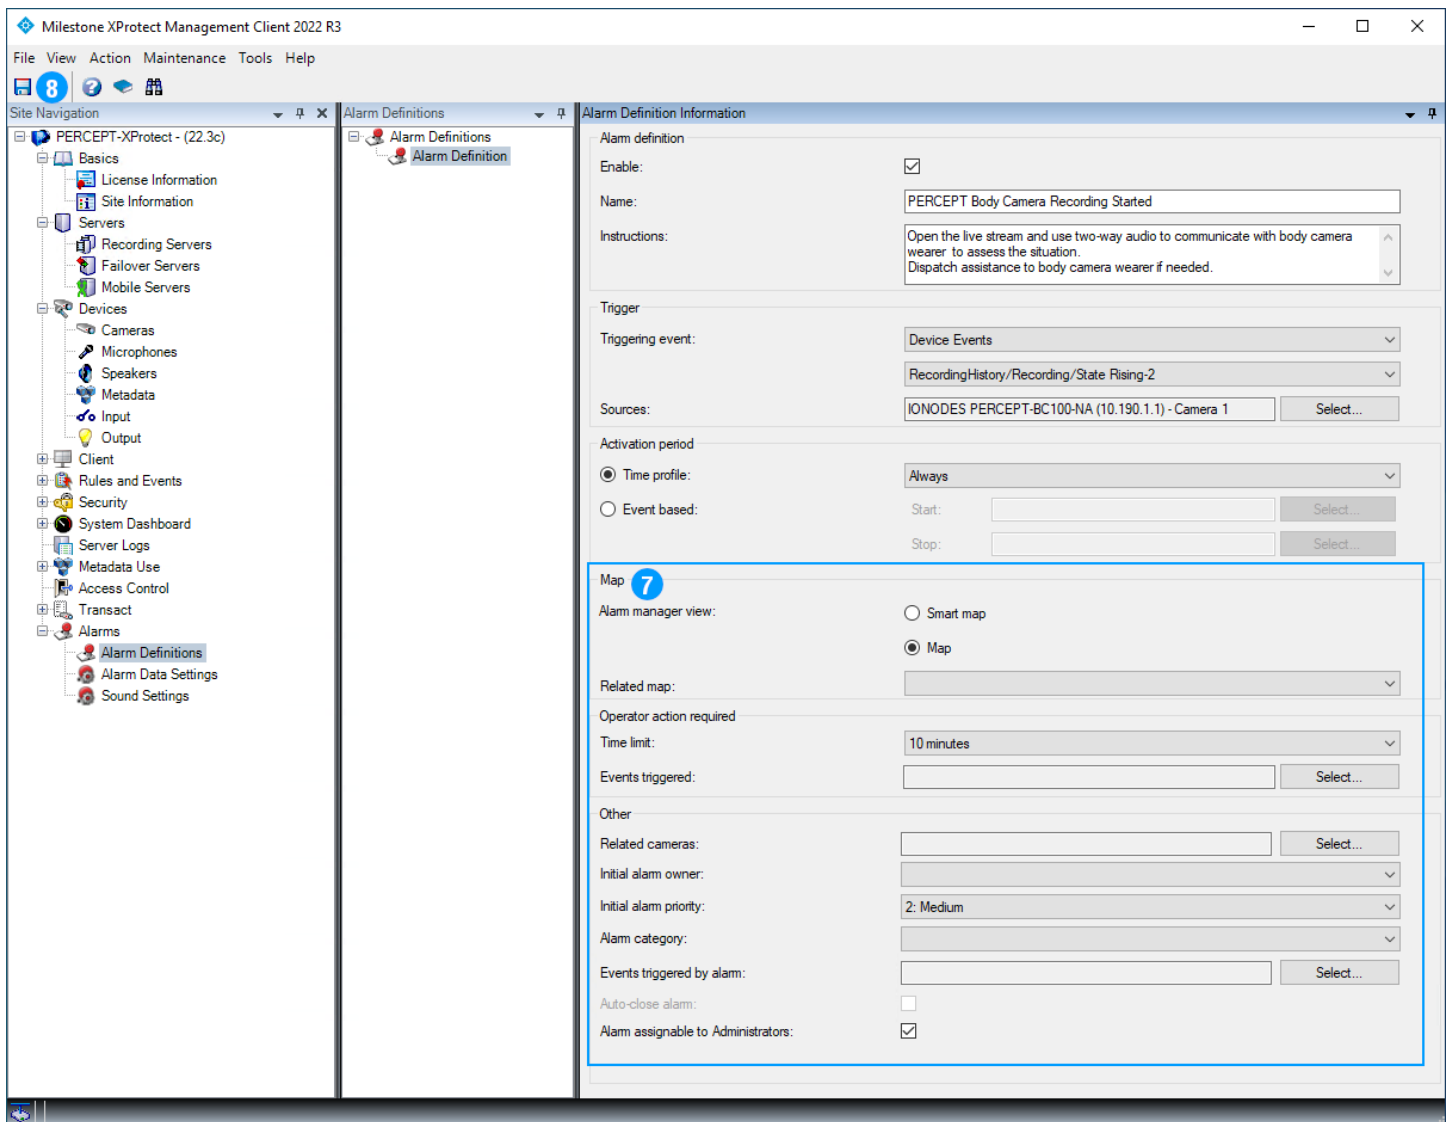 Milestone XProtect Management Client 2022 R3
File View Action Maintenance Tools Help
8
Site Navigation
PERCEPT-XProtect - (22.3c)
Basics
License Information
Site Information
Servers
Recording Servers
Failover Servers
Mobile Servers
Devices
Cameras
Microphones
Speakers
Metadata
Input
Output
Client
Rules and Events
Security
System Dashboard
Server Logs
Metadata Use
Access Control
Transact
Alarms
Alarm Definitions
Alarm Data Settings
Sound Settings
Alarm Definitions
Alarm Definitions
Alarm Definition
Alarm Definition Information
Alarm definition
Enable:
Name: PERCEPT Body Camera Recording Started
Instructions: Open the live stream and use two-way audio to communicate with body camera
wearer to assess the situation.
Dispatch assistance to body camera wearer if needed.
Trigger
Triggering event: Device Events
RecordingHistory/Recording/State Rising-2
Sources: IONODES PERCEPT-BC100-NA (10.190.1.1) - Camera 1 Select...
Activation period
Time profile: Always
Event based: Start: Select...
Stop: Select...
Map 7
Alarm manager view: Smart map
Map
Related map:
Operator action required
Time limit: 10 minutes
Events triggered: Select...
Other
Related cameras: Select...
Initial alarm owner:
Initial alarm priority: 2: Medium
Alarm category:
Events triggered by alarm: Select...
Auto-close alarm:
Alarm assignable to Administrators: